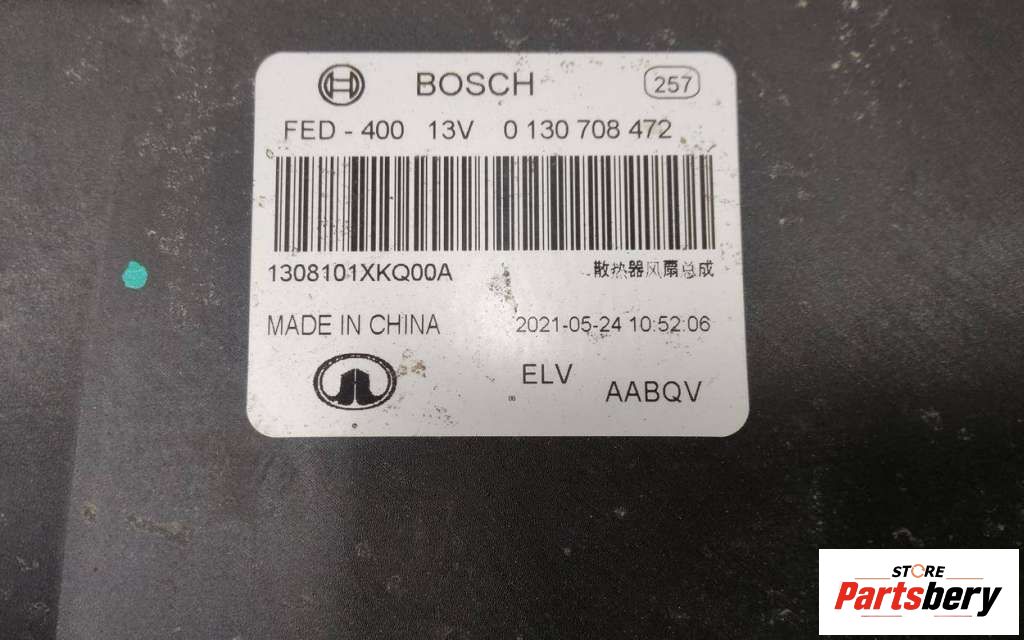 BOSCH 257
FED - 400 13V 0 130 708 472
1308101XKQ00A 散热器风扇总成
MADE IN CHINA 2021-05-24 10:52:06
ELV
AABQV
STORE
Partsbery